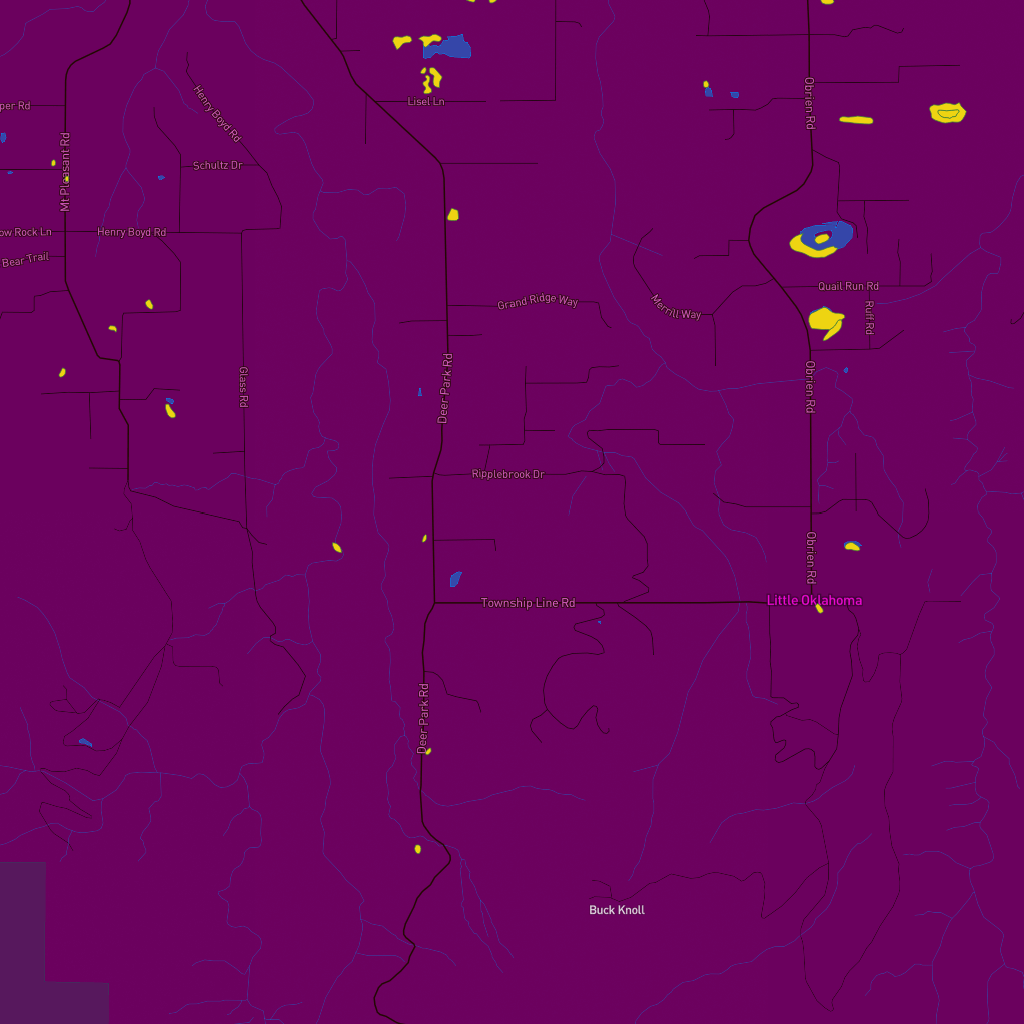 Lisel Ln
per Rd
Henry Boyd Rd
Obrien Rd
Mt Pleasant Rd
Schultz Dr
ow Rock Ln
Henry Boyd Rd
Bear Trail
Quail Run Rd
Grand Ridge Way
Merrill Way
Ruff Rd
Glass Rd
Deer Park Rd
Obrien Rd
Ripplebrook Dr
Obrien Rd
Township Line Rd
Little Oklahoma
Deer Park Rd
Buck Knoll